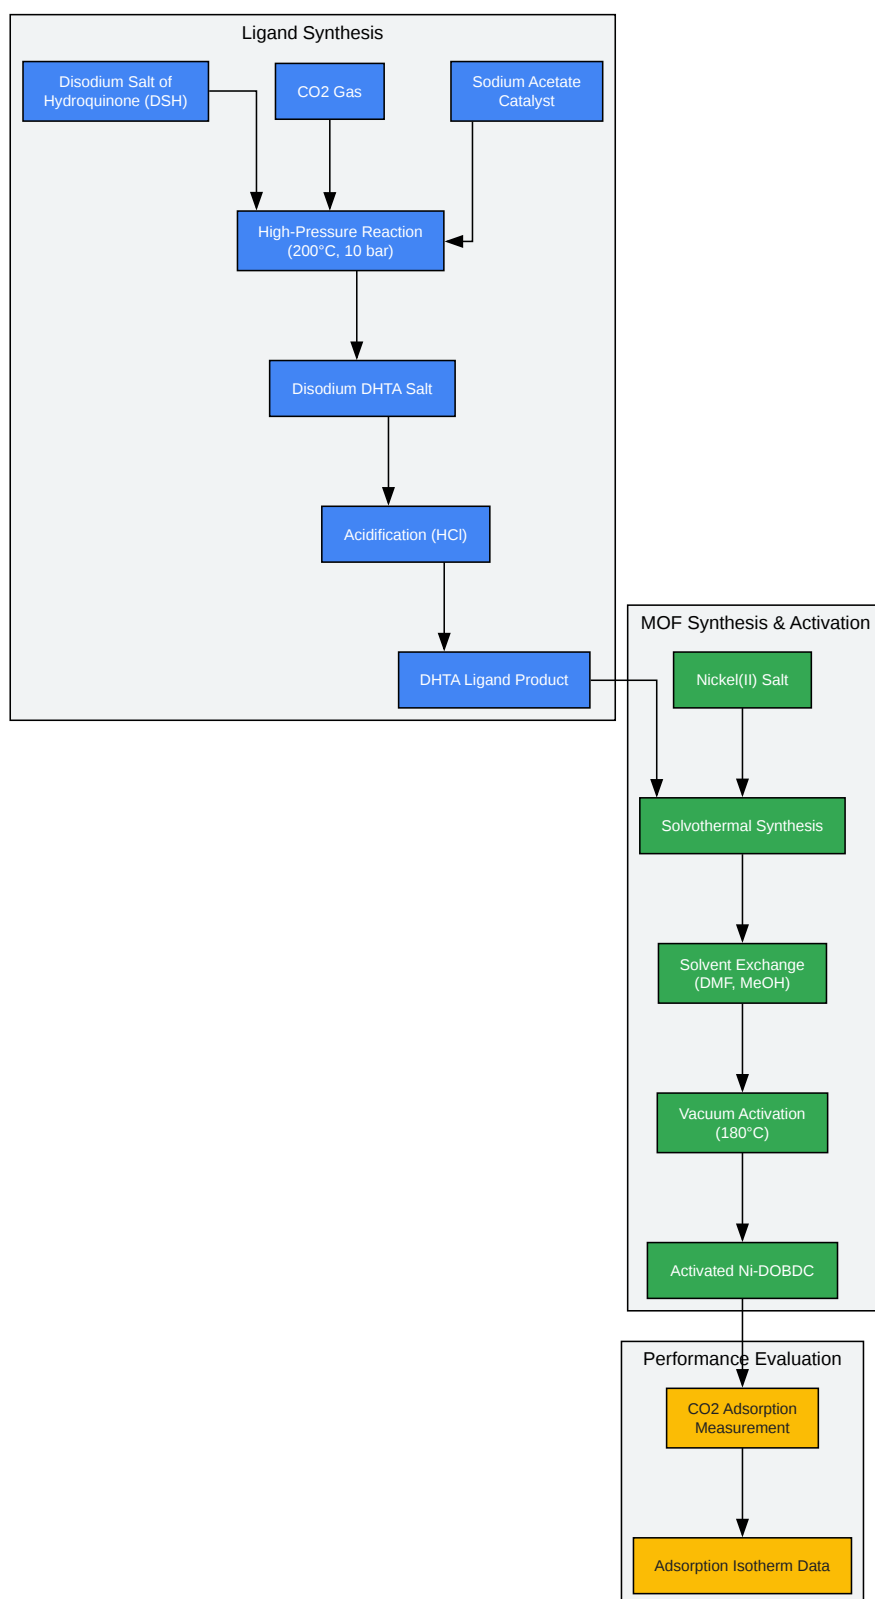 Ligand Synthesis
Disodium Salt of
Hydroquinone (DSH)
CO2 Gas
Sodium Acetate
Catalyst
High-Pressure Reaction
(200°C, 10 bar)
Disodium DHTA Salt
Acidification (HCl)
DHTA Ligand Product
MOF Synthesis & Activation
Nickel(II) Salt
Solvothermal Synthesis
Solvent Exchange
(DMF, MeOH)
Vacuum Activation
(180°C)
Activated Ni-DOBDC
Performance Evaluation
CO2 Adsorption
Measurement
Adsorption Isotherm Data